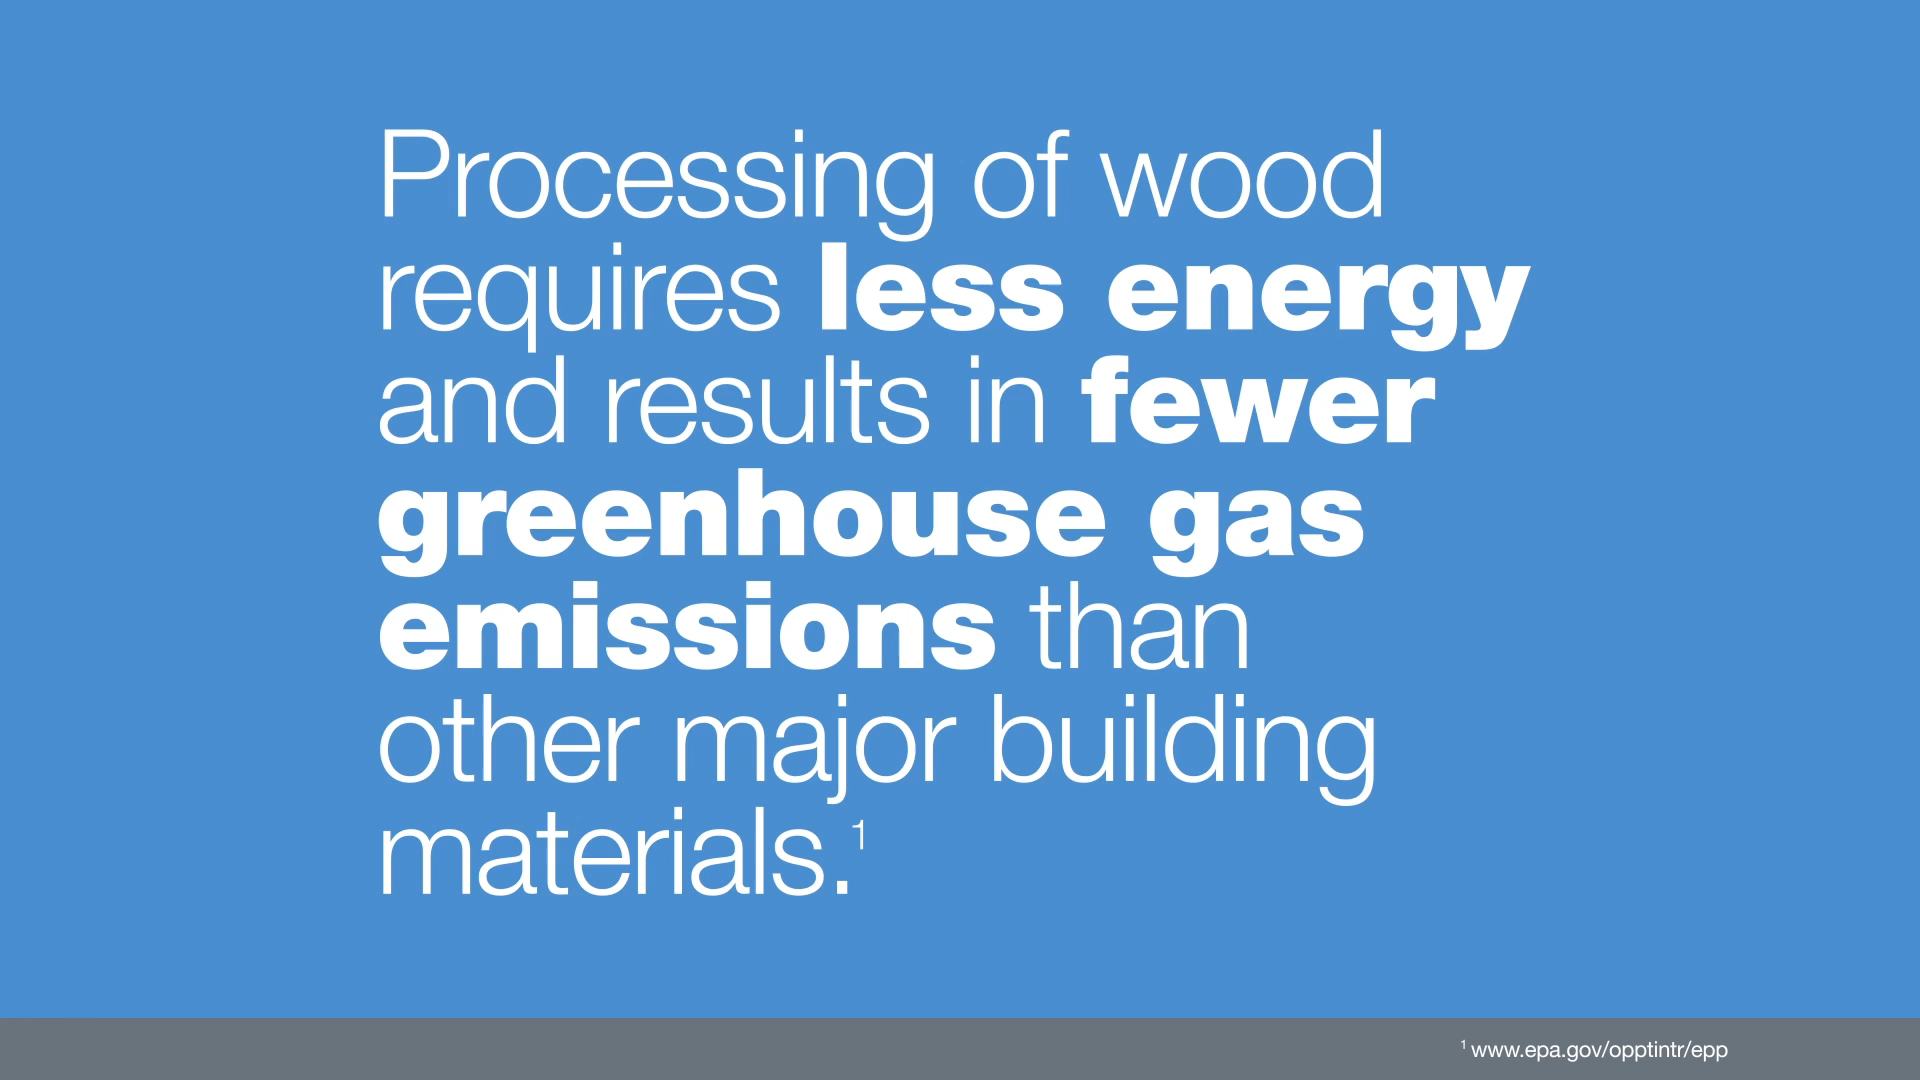 Processing of wood
requires less energy
and results in fewer
greenhouse gas
emissions than
other major building
materials.¹
¹ www.epa.gov/opptintr/epp